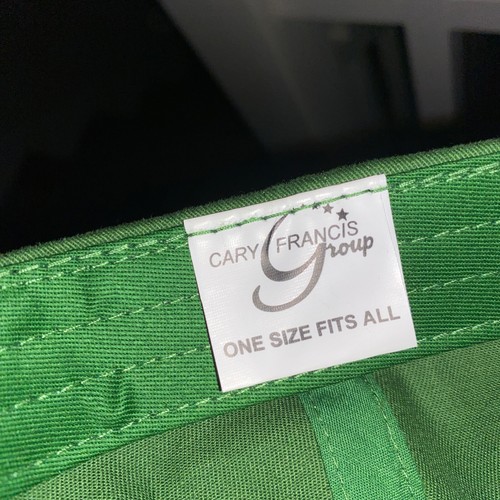 CARY FRANCIS
Group
ONE SIZE FITS ALL